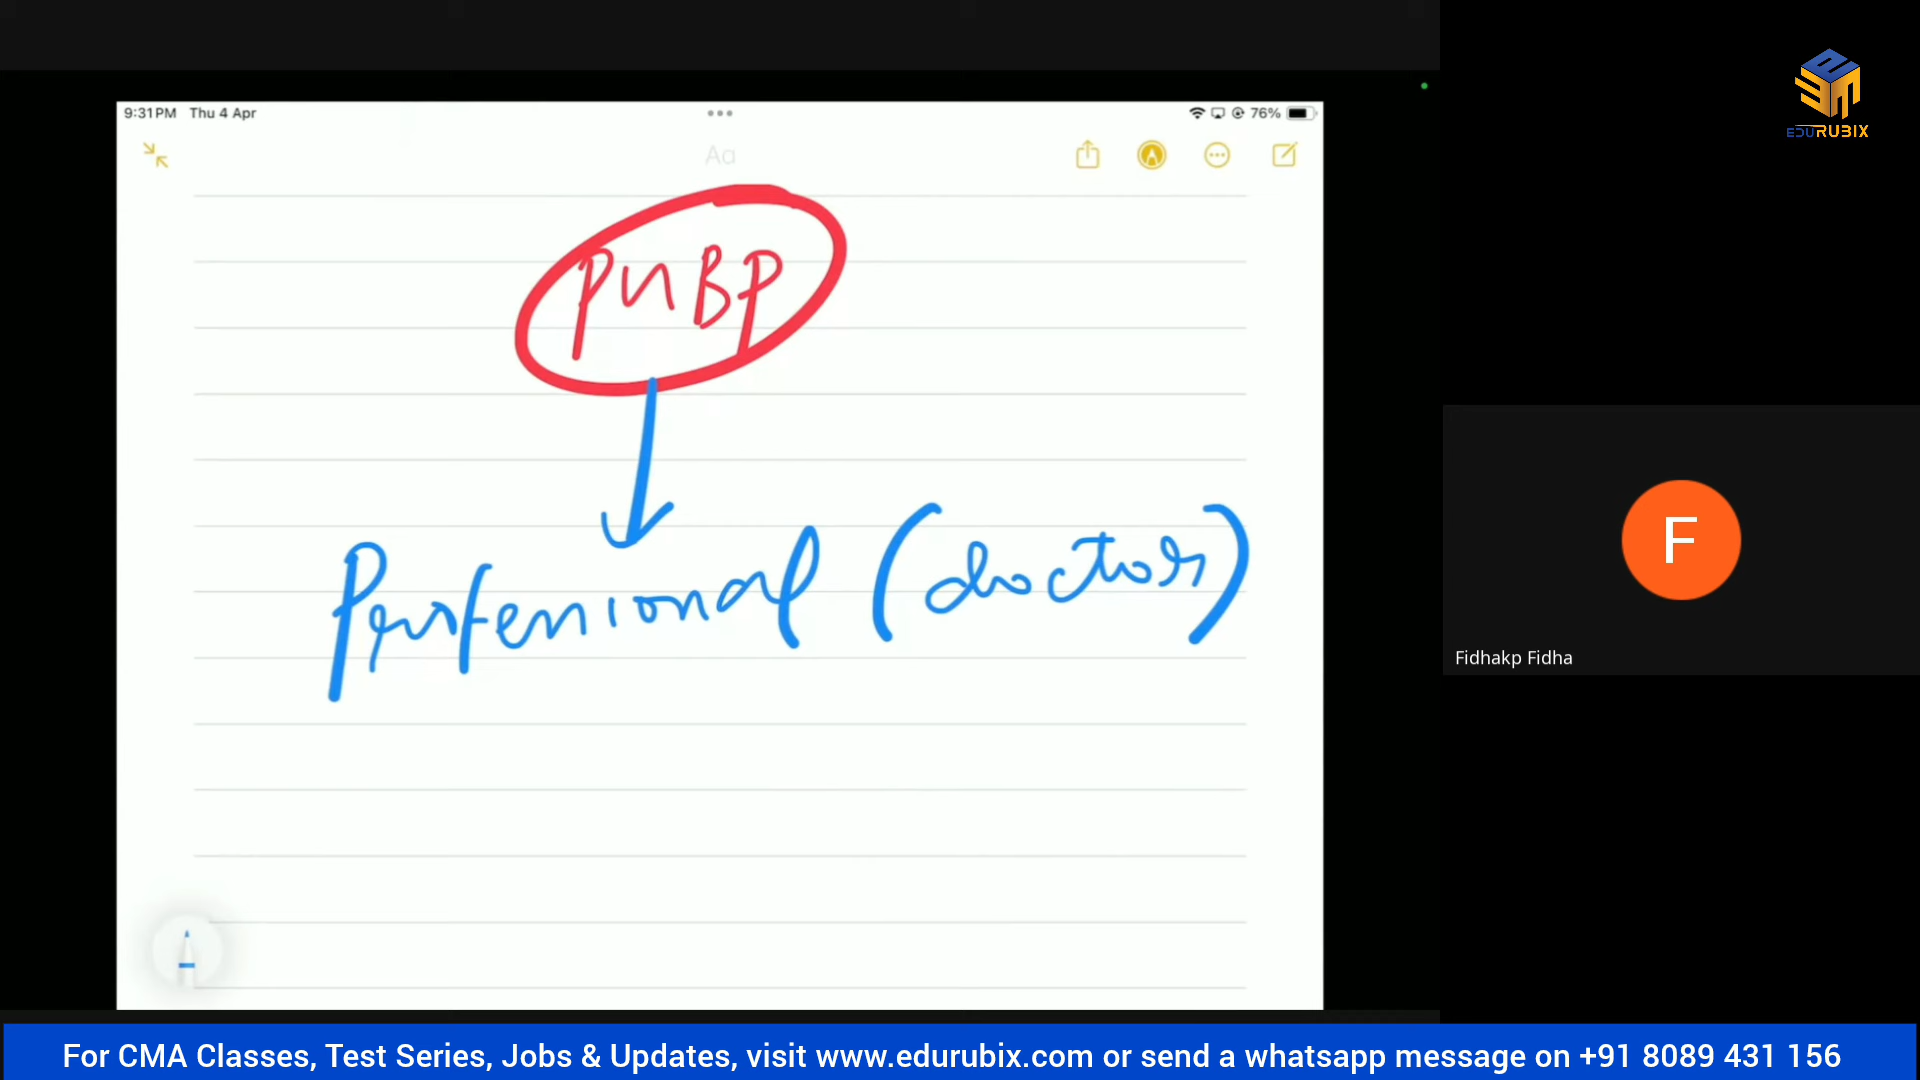 EDURUBIX
9:31 PM Thu 4 Apr
76%
Aa
PUBP
Professional (doctor)
F
Fidhakp Fidha
For CMA Classes, Test Series, Jobs & Updates, visit www.edurubix.com or send a whatsapp message on +91 8089 431 156